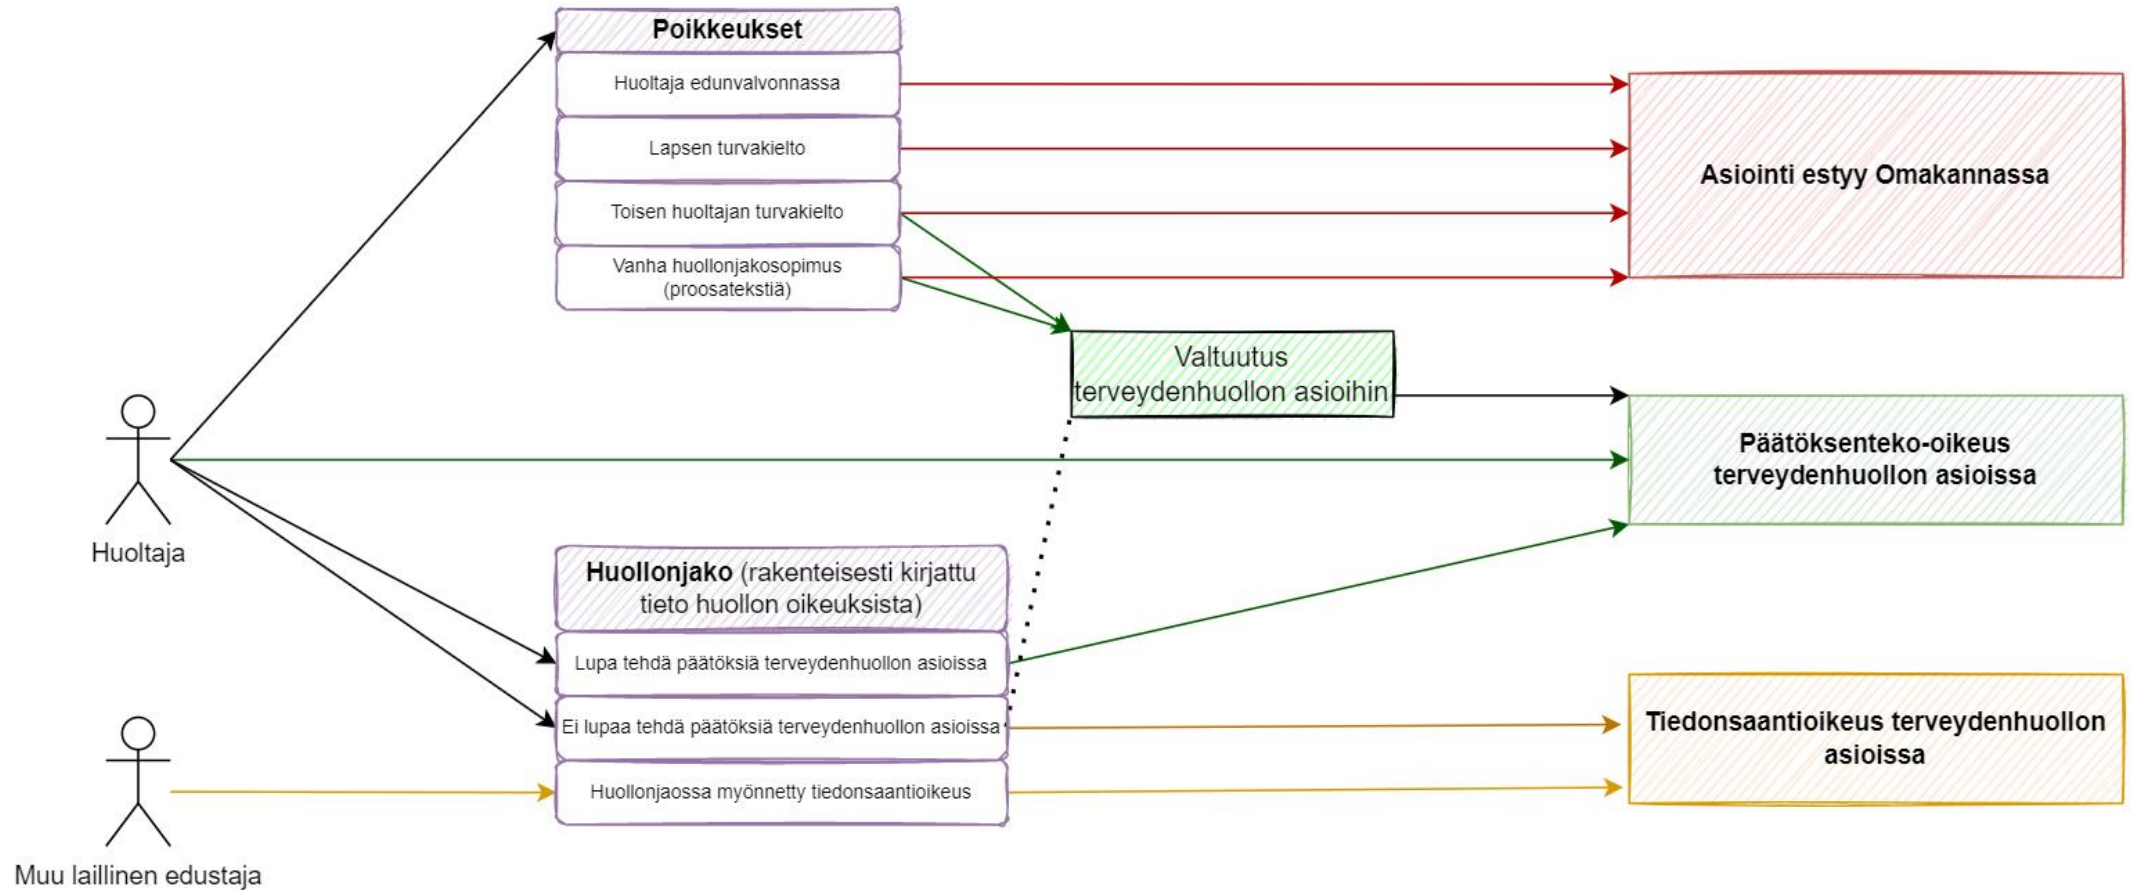 Poikkeukset
Huoltaja edunvalvonnassa
Lapsen turvakielto
Toisen huoltajan turvakielto
Vanha huollonjakosopimus
(proosatekstiä)
Asiointi estyy Omakannassa
Valtuutus
terveydenhuollon asioihin
Päätöksenteko-oikeus
terveydenhuollon asioissa
Huoltaja
Huollonjako (rakenteisesti kirjattu
tieto huollon oikeuksista)
Lupa tehdä päätöksiä terveydenhuollon asioissa
Ei lupaa tehdä päätöksiä terveydenhuollon asioissa
Huollonjaossa myönnetty tiedonsaantioikeus
Tiedonsaantioikeus terveydenhuollon
asioissa
Muu laillinen edustaja